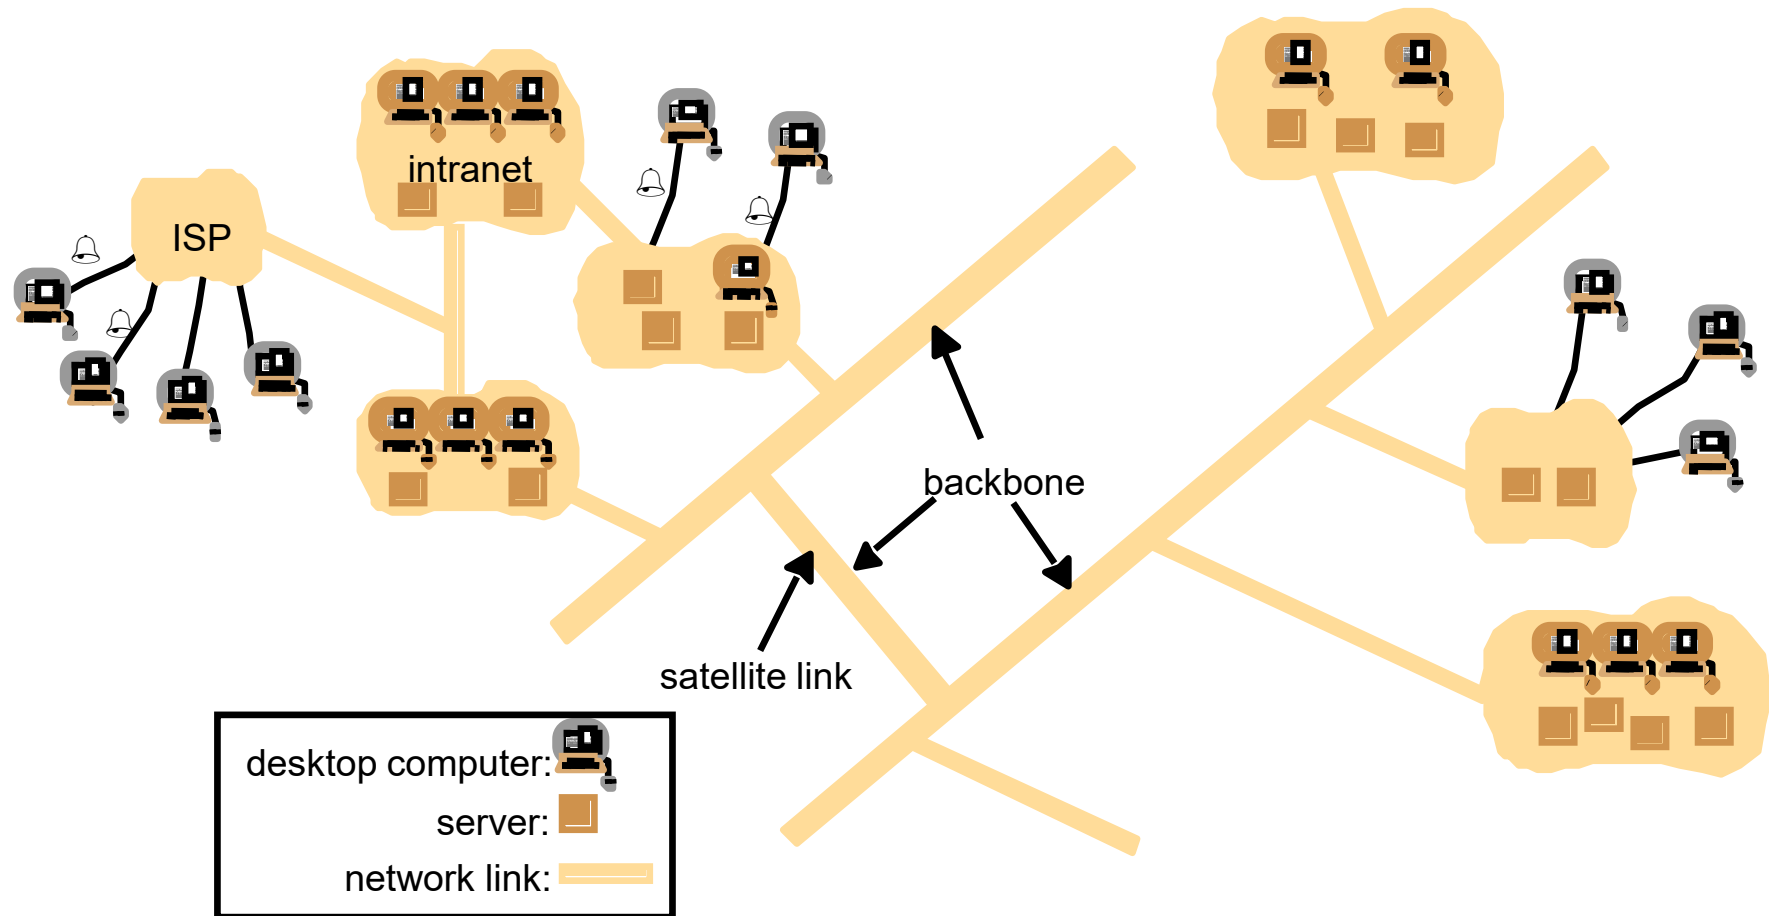 intranet
ISP
backbone
satellite link
desktop computer:
server:
network link: